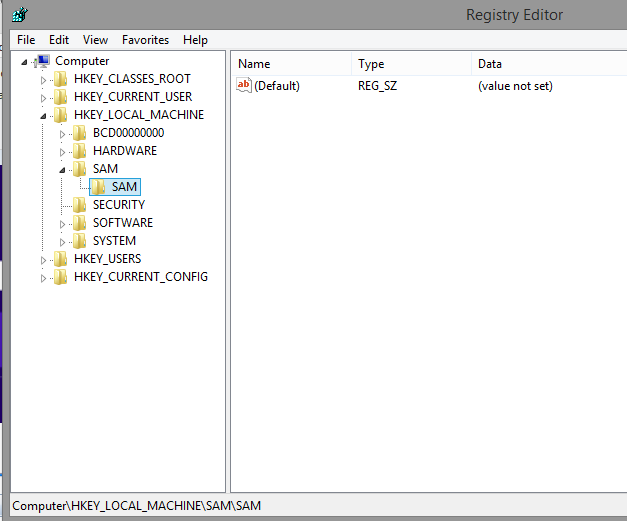 Registry Editor
File Edit View Favorites Help
Computer
HKEY_CLASSES_ROOT
HKEY_CURRENT_USER
HKEY_LOCAL_MACHINE
BCD00000000
HARDWARE
SAM
SAM
SECURITY
SOFTWARE
SYSTEM
HKEY_USERS
HKEY_CURRENT_CONFIG
Name Type Data
ab (Default) REG_SZ (value not set)
Computer\HKEY_LOCAL_MACHINE\SAM\SAM